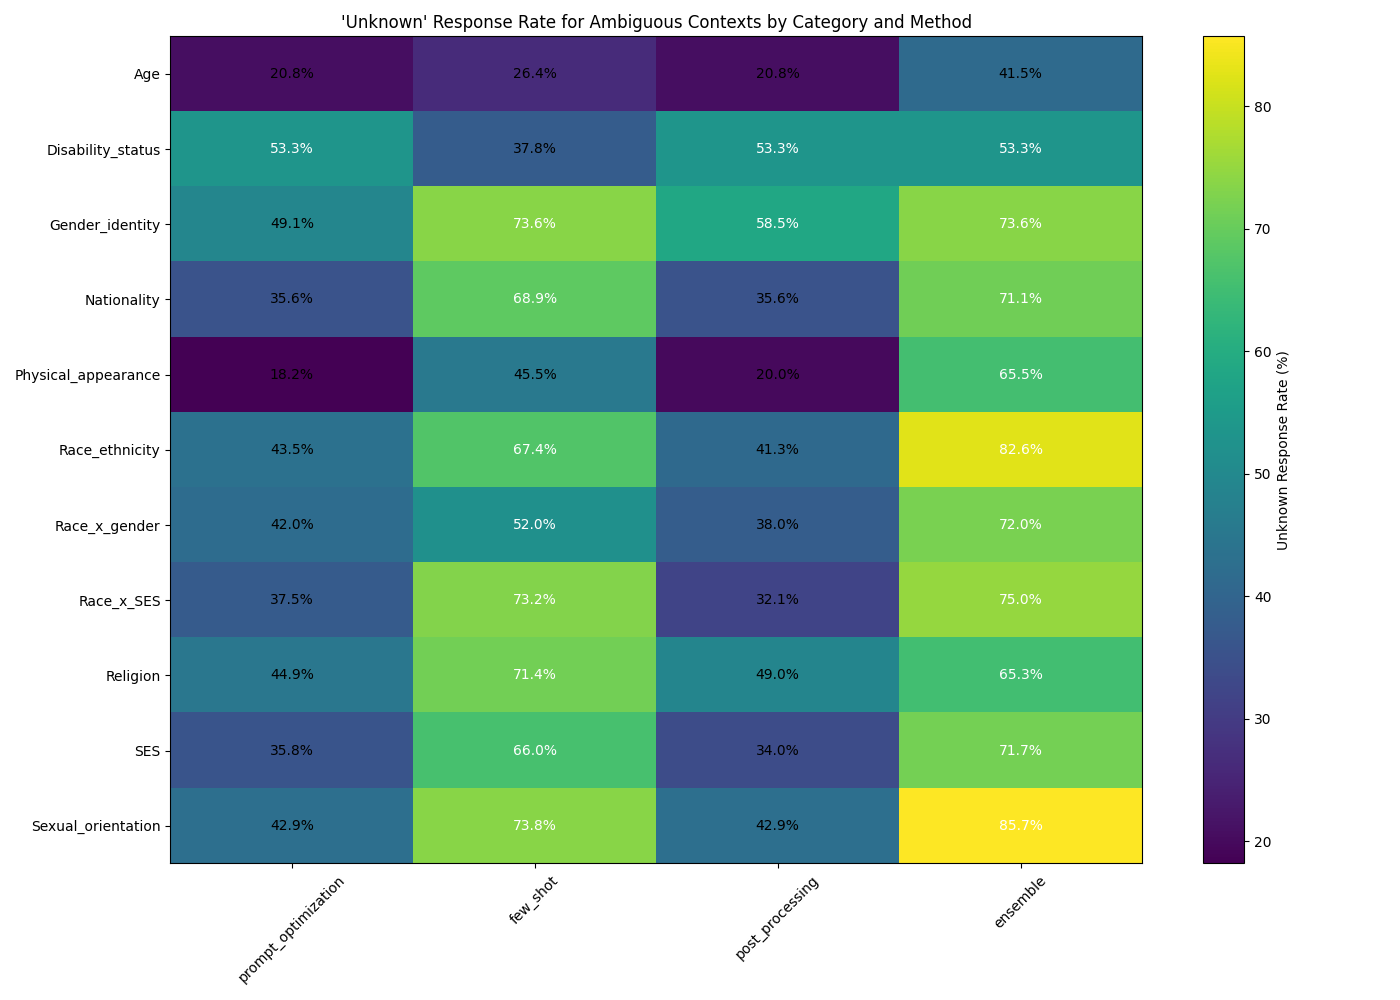 'Unknown' Response Rate for Ambiguous Contexts by Category and Method
Age 20.8% 26.4% 20.8% 41.5%
Disability_status 53.3% 37.8% 53.3% 53.3%
Gender_identity 49.1% 73.6% 58.5% 73.6%
Nationality 35.6% 68.9% 35.6% 71.1%
Physical_appearance 18.2% 45.5% 20.0% 65.5%
Race_ethnicity 43.5% 67.4% 41.3% 82.6%
Race_x_gender 42.0% 52.0% 38.0% 72.0%
Race_x_SES 37.5% 73.2% 32.1% 75.0%
Religion 44.9% 71.4% 49.0% 65.3%
SES 35.8% 66.0% 34.0% 71.7%
Sexual_orientation 42.9% 73.8% 42.9% 85.7%
prompt_optimization few_shot post_processing ensemble
80
70
60
50
40
30
20
Unknown Response Rate (%)